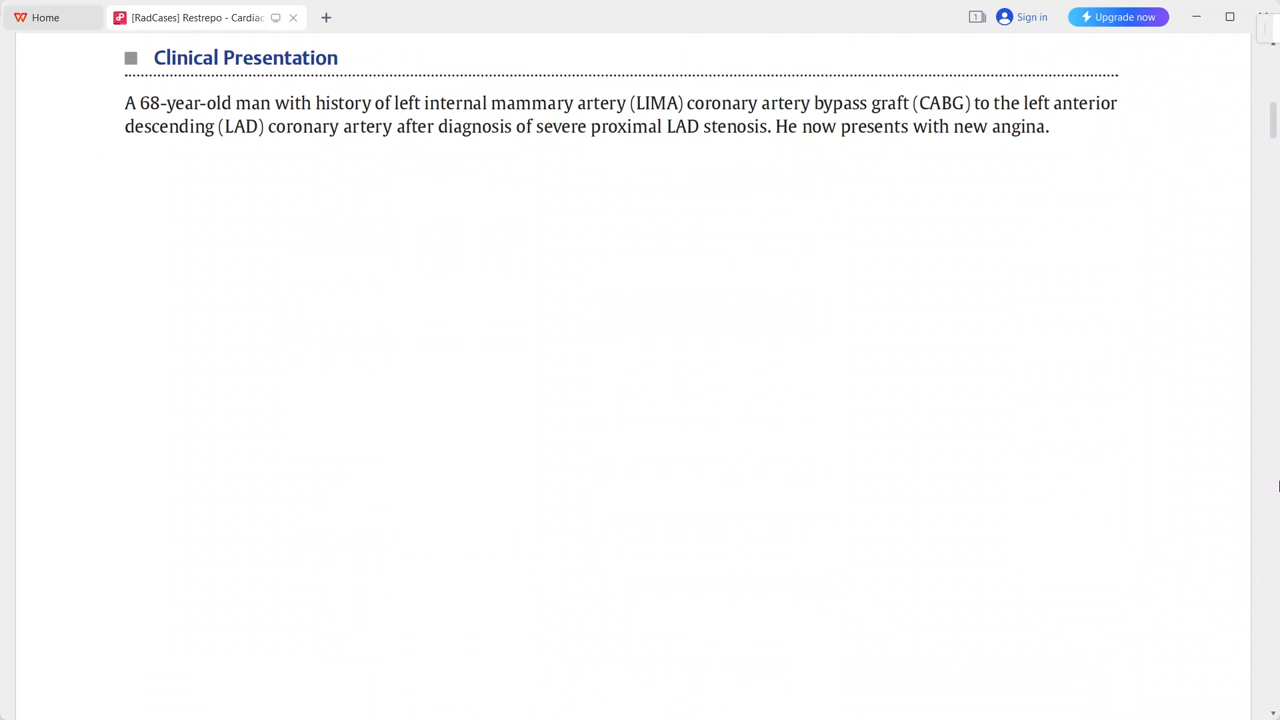 Home
[RadCases] Restrepo - Cardiac
1
Sign in
Upgrade now
Clinical Presentation
A 68-year-old man with history of left internal mammary artery (LIMA) coronary artery bypass graft (CABG) to the left anterior
descending (LAD) coronary artery after diagnosis of severe proximal LAD stenosis. He now presents with new angina.